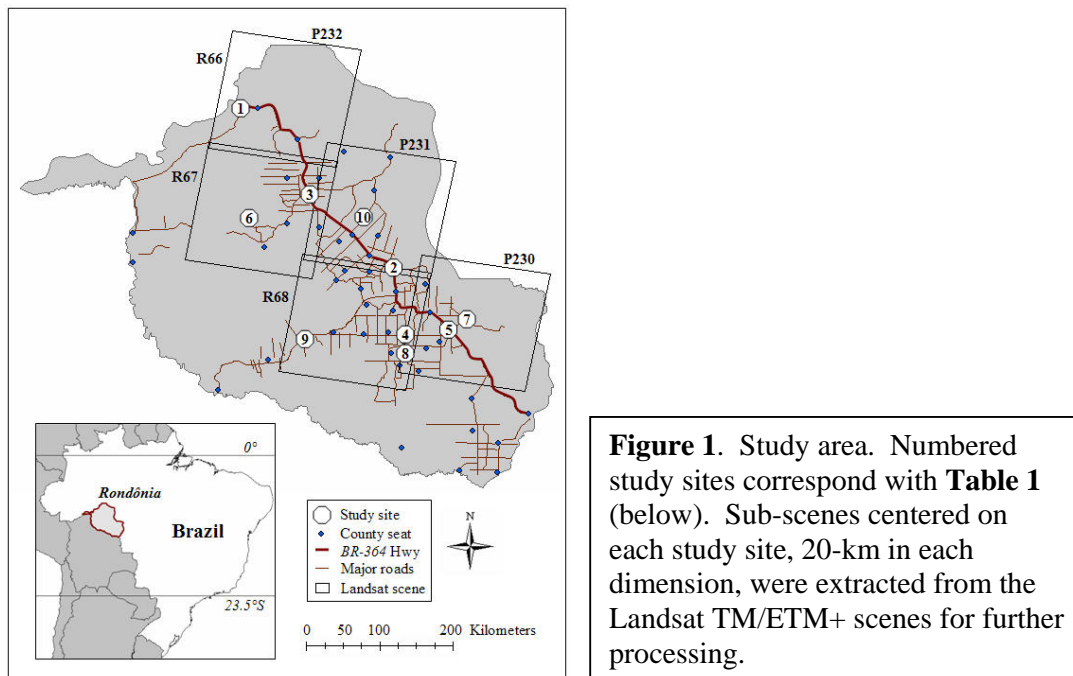 P232
R66
1
P231
R67
3
6
10
P230
2
R68
7
5
4
9
8
0°
Rondônia
Brazil
23.5°S
Study site
County seat
BR-364 Hwy
Major roads
Landsat scene
N
0 50 100 200 Kilometers
Figure 1. Study area. Numbered
study sites correspond with Table 1
(below). Sub-scenes centered on
each study site, 20-km in each
dimension, were extracted from the
Landsat TM/ETM+ scenes for further
processing.